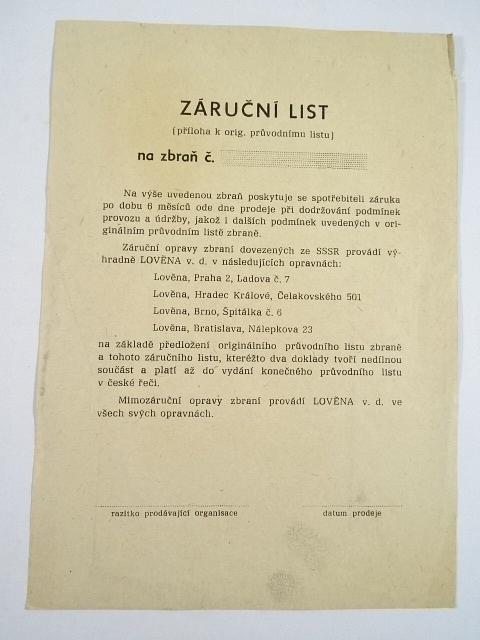 ZÁRUČNÍ LIST
(příloha k orig. průvodnímu listu)
na zbraň č.
Na výše uvedenou zbraň poskytuje se spotřebiteli záruka
po dobu 6 měsíců ode dne prodeje při dodržování podmínek
provozu a údržby, jakož i dalších podmínek uvedených v ori-
ginálním průvodním listě zbraně.
Záruční opravy zbraní dovezených ze SSSR provádí vý-
hradně LOVĚNA v. d. v následujících opravnách:
Lověna, Praha 2, Ladova č. 7
Lověna, Hradec Králové, Čelakovského 501
Lověna, Brno, Špitálka č. 6
Lověna, Bratislava, Nálepkova 23
na základě předložení originálního průvodního listu zbraně
a tohoto záručního listu, kteréžto dva doklady tvoří nedílnou
součást a platí až do vydání konečného průvodního listu
v české řeči.
Mimozáruční opravy zbraní provádí LOVĚNA v. d. ve
všech svých opravnách.
razítko prodávající organisace datum prodeje